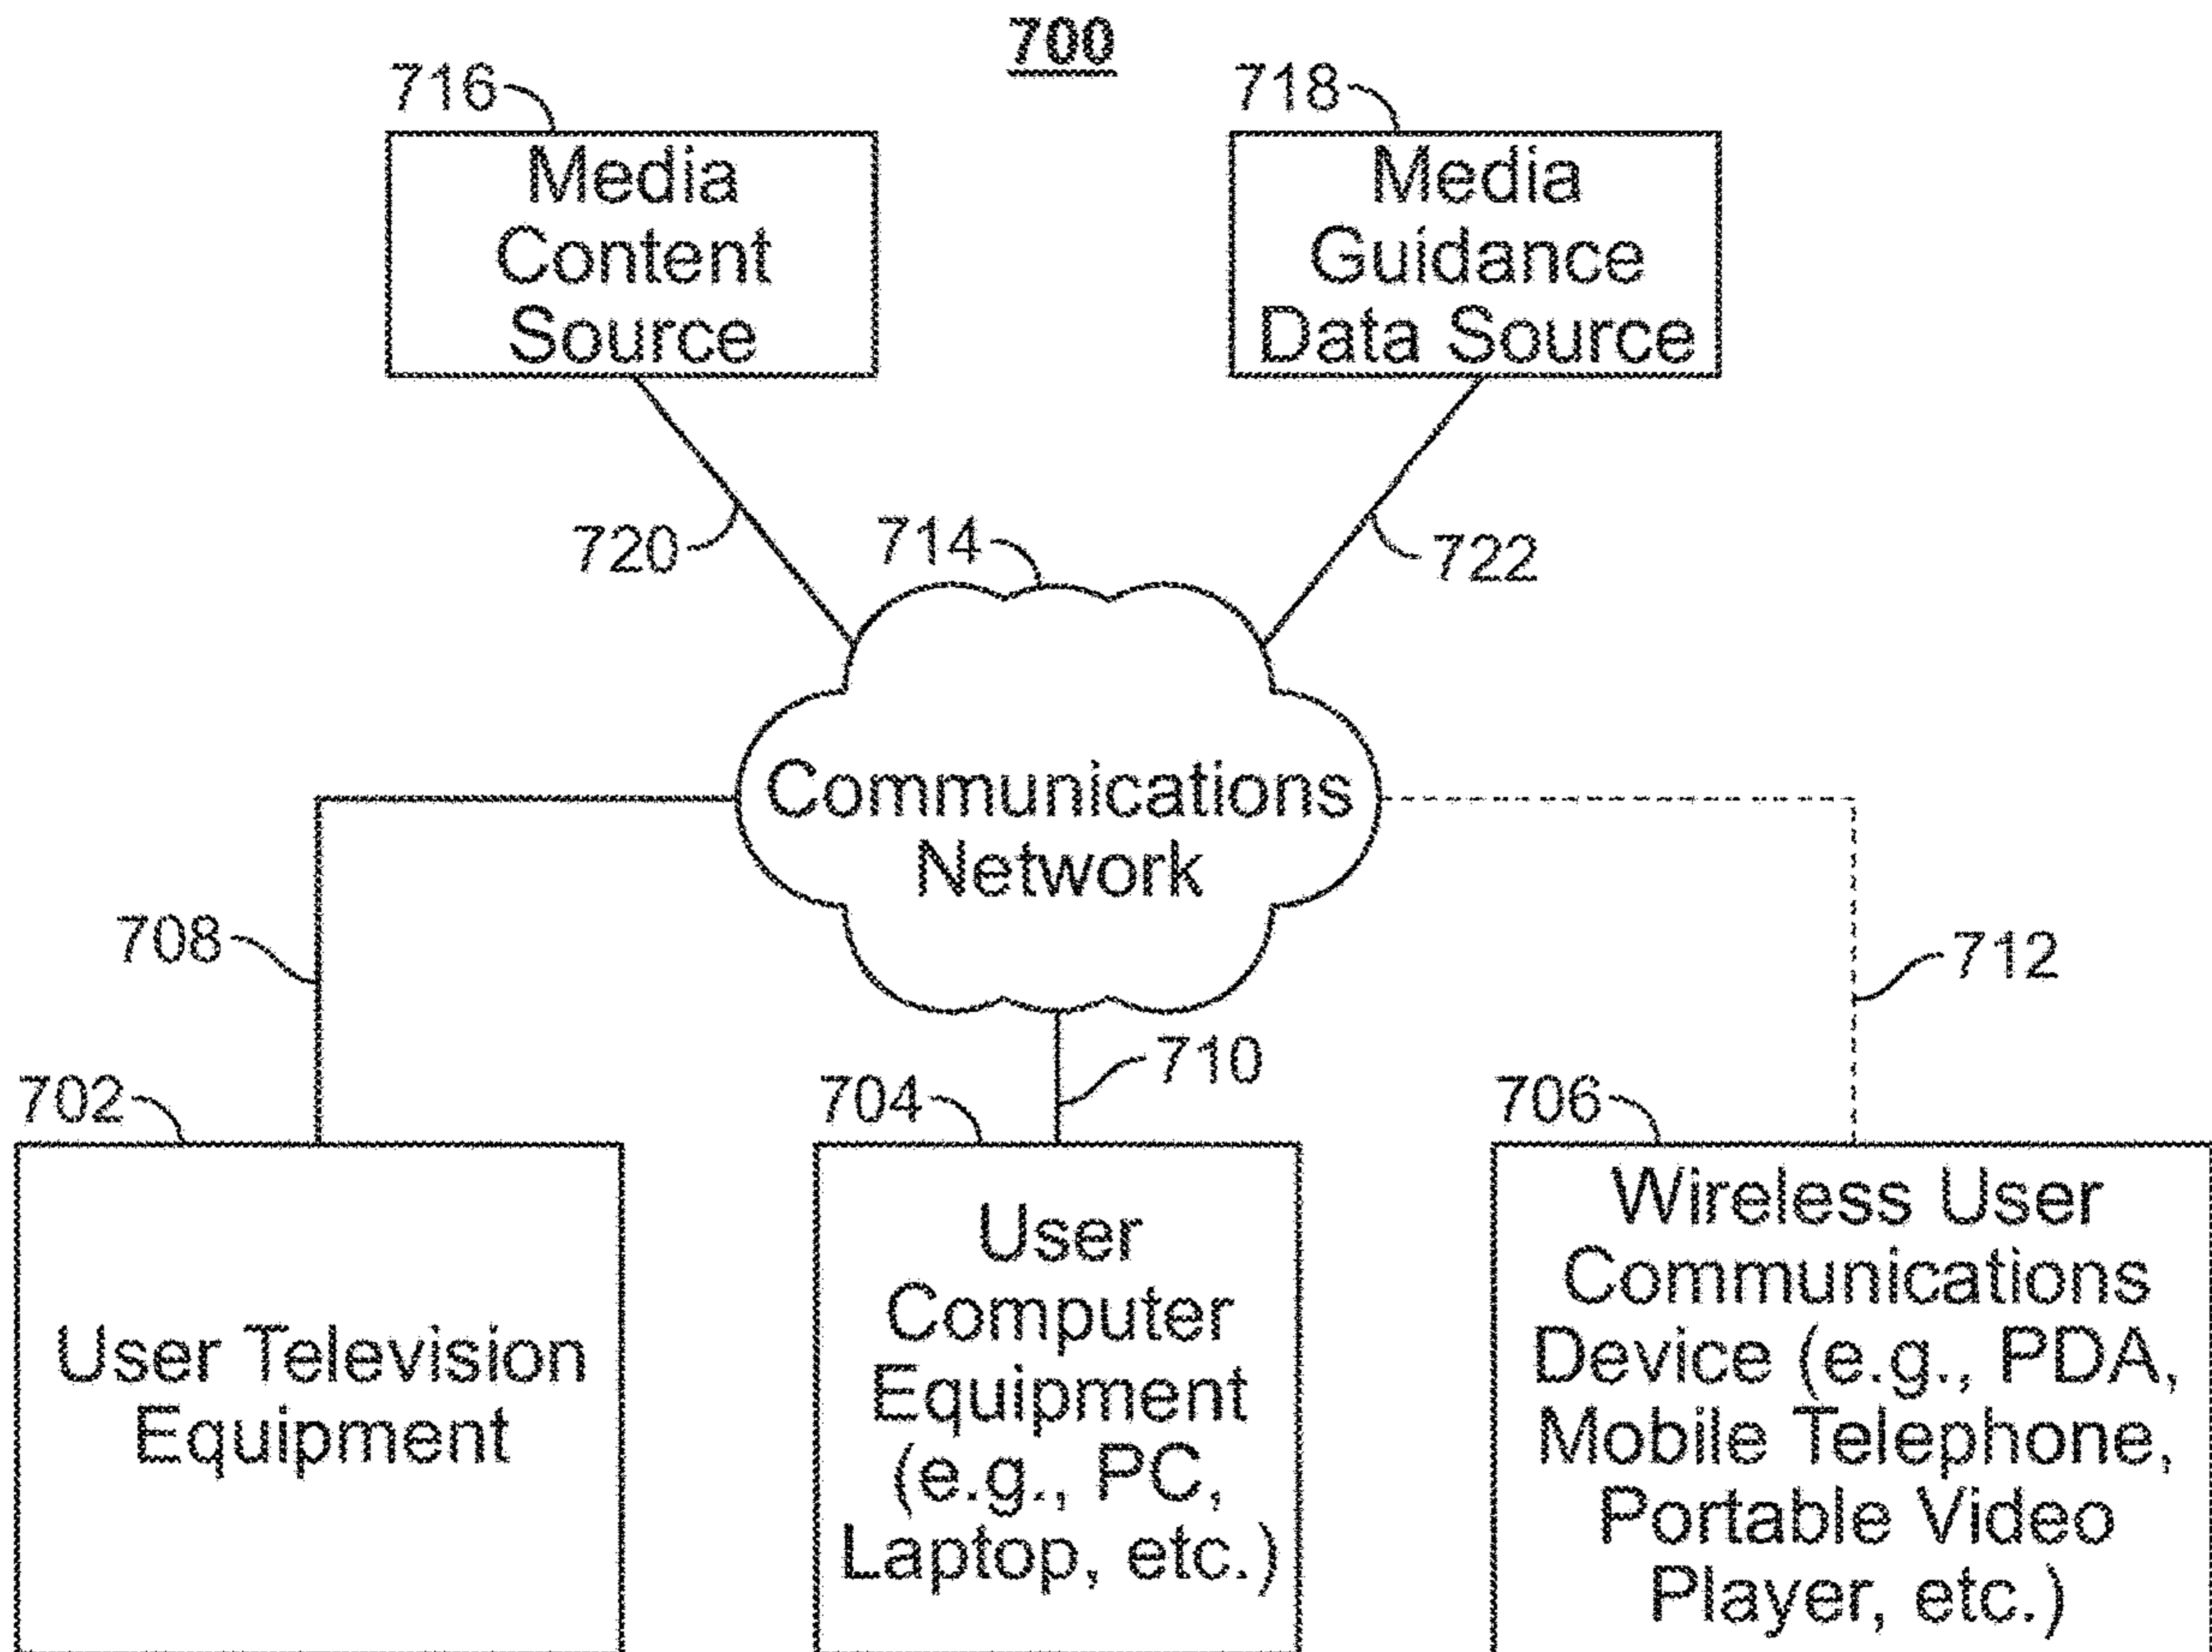 700
716
718
Media
Content
Source
Media
Guidance
Data Source
720
714
722
Communications
Network
708
712
710
702
704
706
User Television
Equipment
User
Computer
Equipment
(e.g., PC,
Laptop, etc.)
Wireless User
Communications
Device (e.g., PDA,
Mobile Telephone,
Portable Video
Player, etc.)